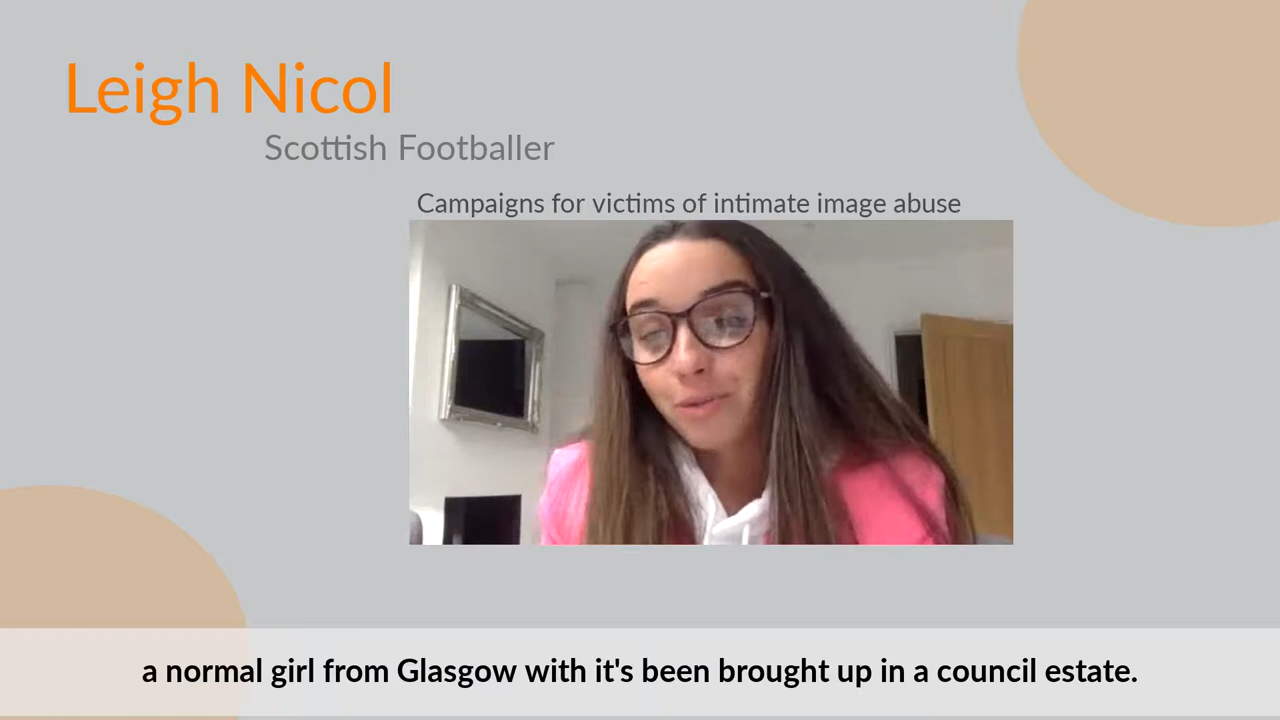 Leigh Nicol
Scottish Footballer
Campaigns for victims of intimate image abuse
a normal girl from Glasgow with it's been brought up in a council estate.